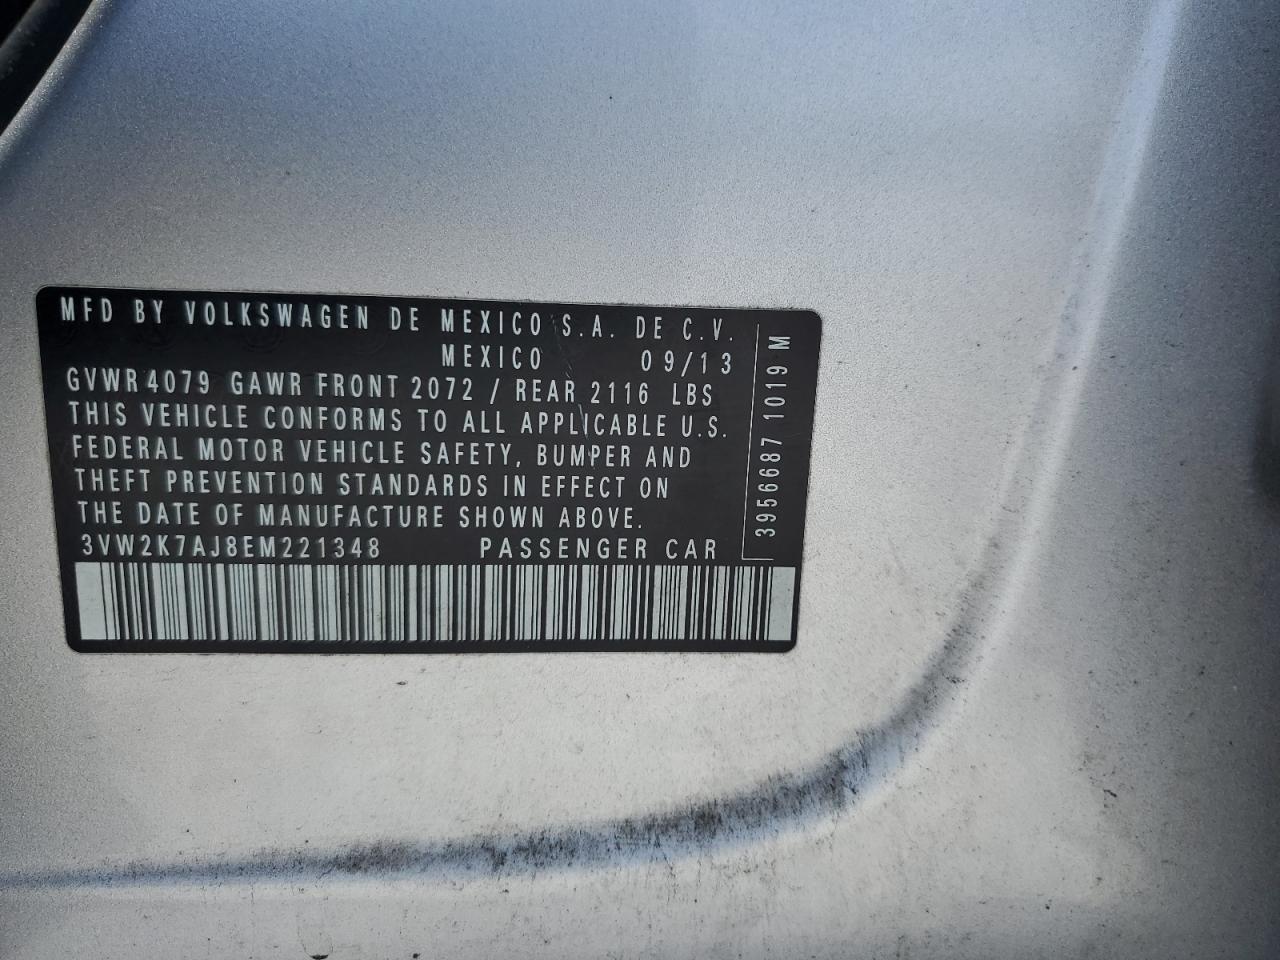 MFD BY VOLKSWAGEN DE MEXICO S.A. DE C.V.
MEXICO 09/13
GVWR 4079 GAWR FRONT 2072 / REAR 2116 LBS
THIS VEHICLE CONFORMS TO ALL APPLICABLE U.S.
FEDERAL MOTOR VEHICLE SAFETY, BUMPER AND
THEFT PREVENTION STANDARDS IN EFFECT ON
THE DATE OF MANUFACTURE SHOWN ABOVE.
3VW2K7AJ8EM221348 PASSENGER CAR
3956687 1019 M